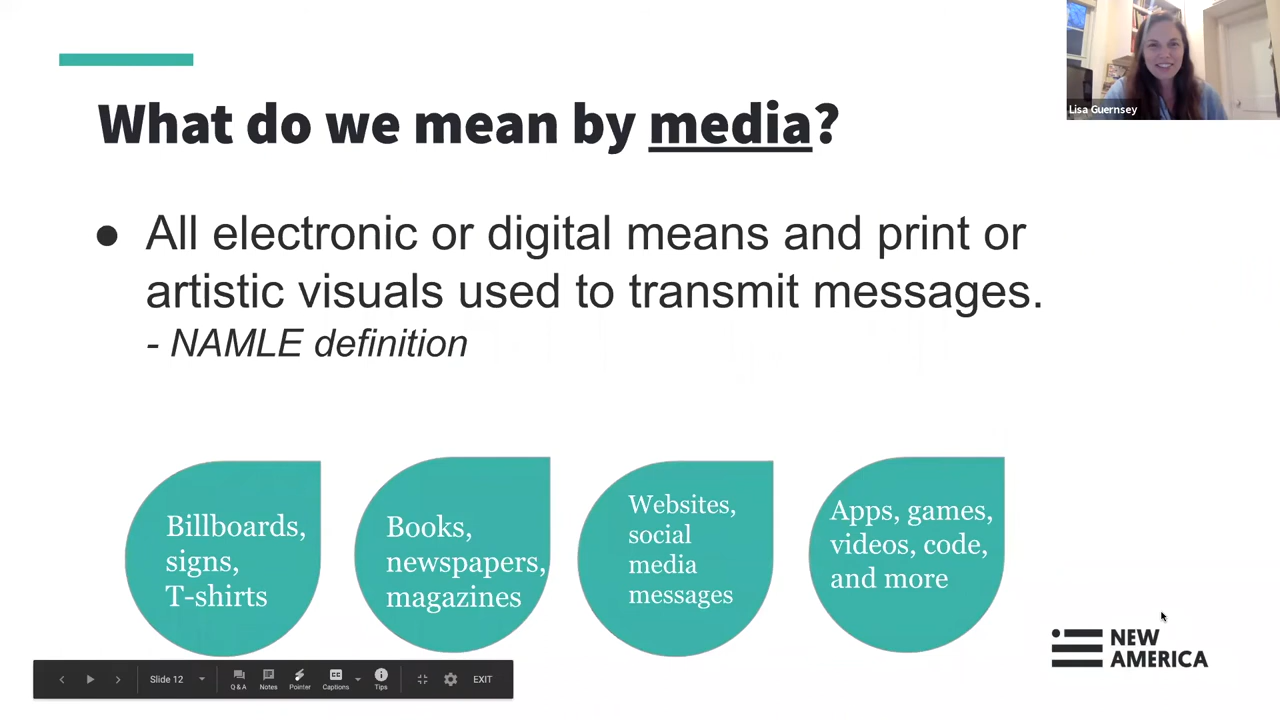 Lisa Guernsey
What do we mean by media?
● All electronic or digital means and print or
artistic visuals used to transmit messages.
- NAMLE definition
Billboards,
signs,
T-shirts
Books,
newspapers,
magazines
Websites,
social
media
messages
Apps, games,
videos, code,
and more
NEW
AMERICA
Slide 12
Q & A
Notes
Pointer
CC
Captions
Tips
EXIT